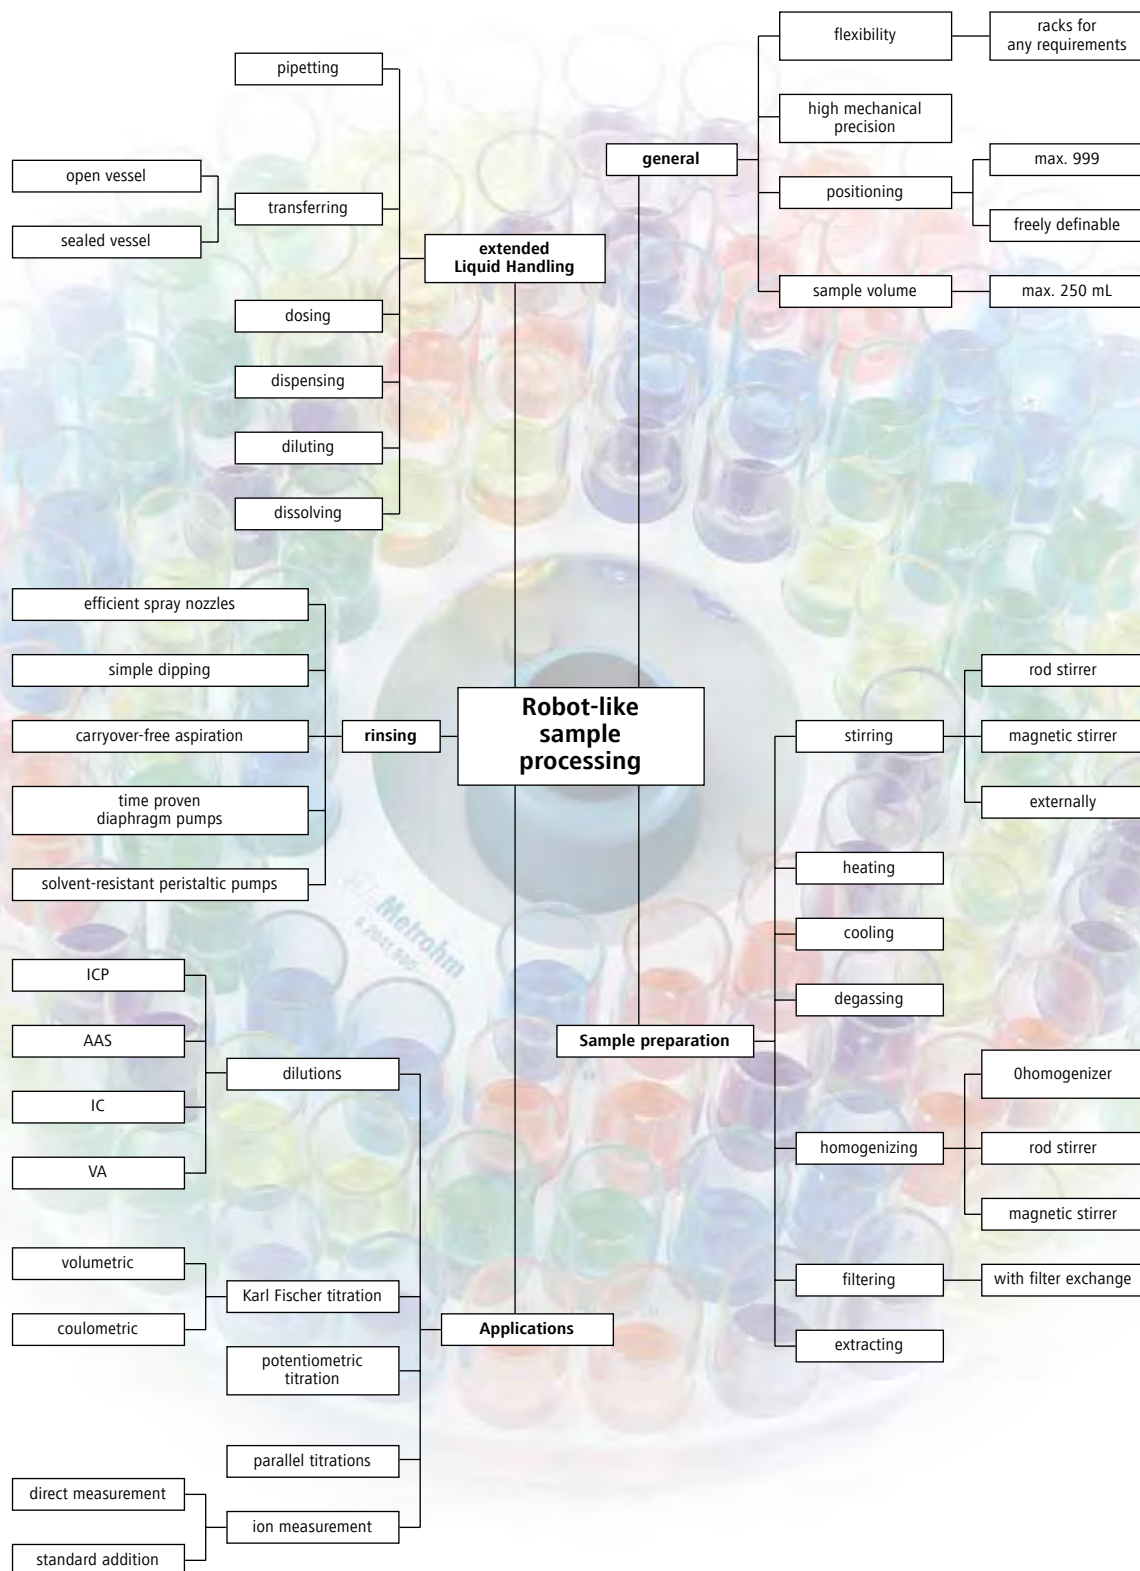 flexibility
racks for
any requirements
high mechanical
precision
general
positioning
max. 999
freely definable
sample volume
max. 250 mL
pipetting
open vessel
transferring
sealed vessel
extended
Liquid Handling
dosing
dispensing
diluting
dissolving
efficient spray nozzles
simple dipping
carryover-free aspiration
rinsing
time proven
diaphragm pumps
solvent-resistant peristaltic pumps
Robot-like
sample
processing
rod stirrer
stirring
magnetic stirrer
externally
heating
cooling
degassing
Sample preparation
0homogenizer
homogenizing
rod stirrer
magnetic stirrer
filtering
with filter exchange
extracting
Metrohm
ICP
AAS
dilutions
IC
VA
volumetric
Karl Fischer titration
coulometric
Applications
potentiometric
titration
parallel titrations
direct measurement
ion measurement
standard addition